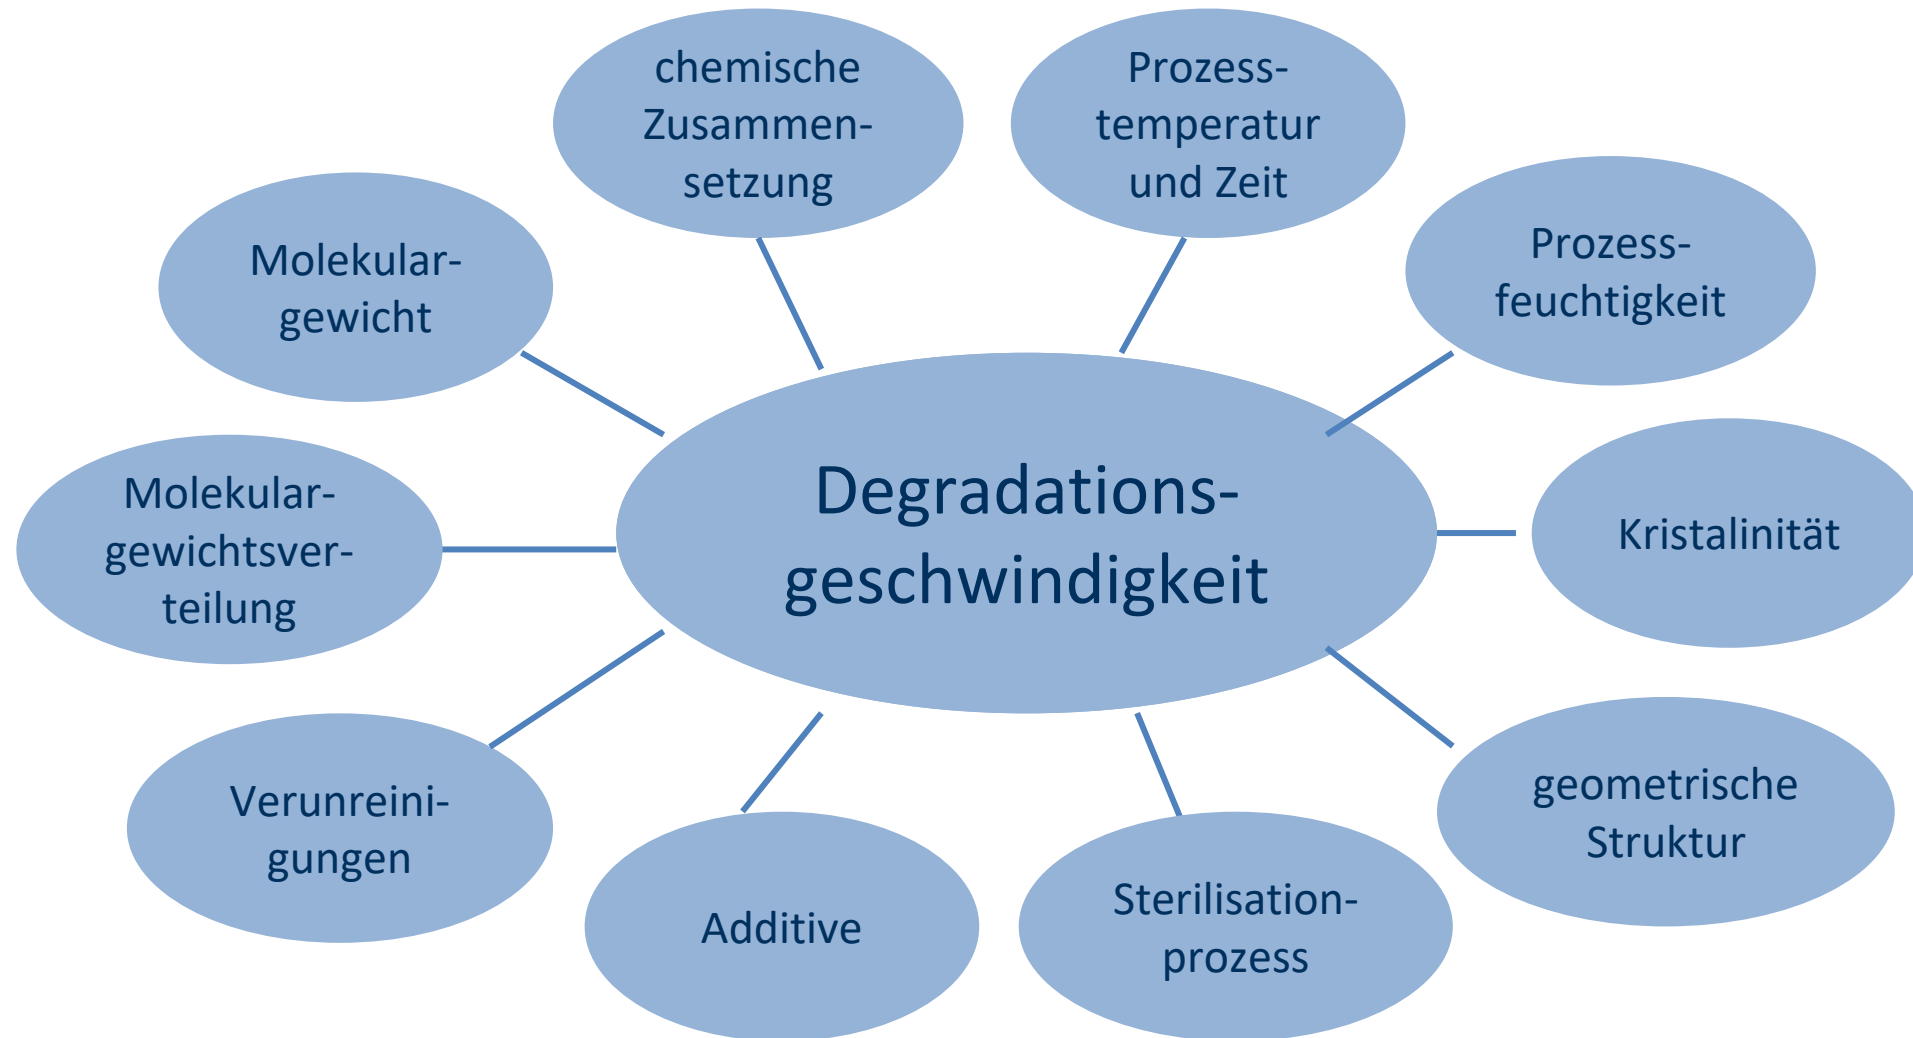 chemische
Zusammen-
setzung
Prozess-
temperatur
und Zeit
Molekular-
gewicht
Prozess-
feuchtigkeit
Molekular-
gewichtsver-
teilung
Degradations-
geschwindigkeit
Kristalinität
Verunreini-
gungen
Additive
Sterilisation-
prozess
geometrische
Struktur